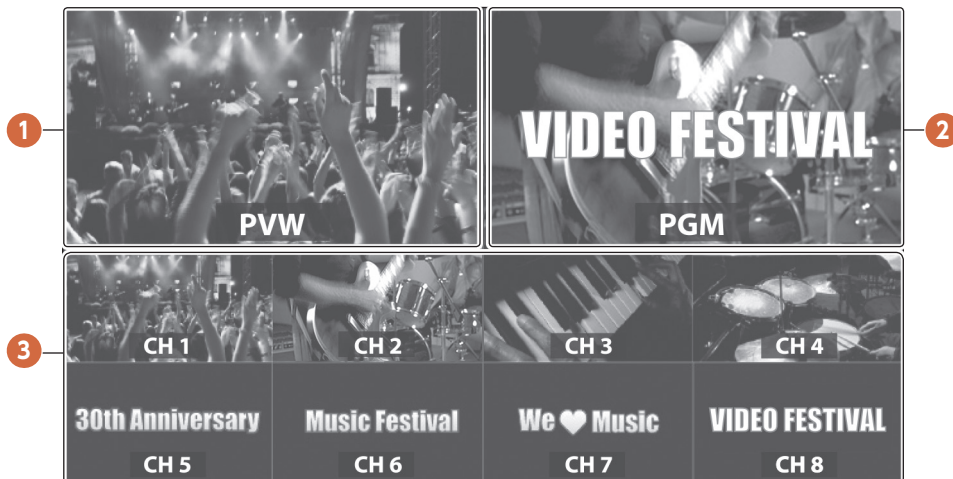 1
VIDEO FESTIVAL
2
PVW
PGM
3
CH 1
CH 2
CH 3
CH 4
30th Anniversary
Music Festival
We ♥ Music
VIDEO FESTIVAL
CH 5
CH 6
CH 7
CH 8